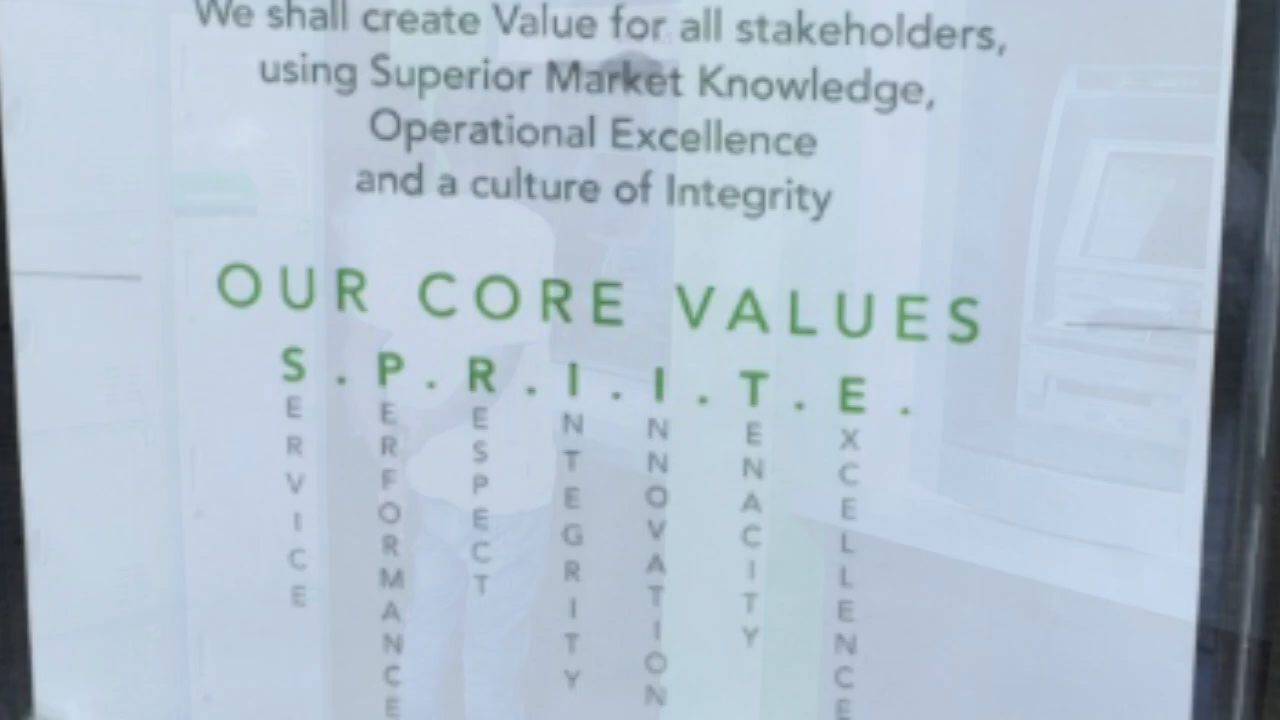 We shall create Value for all stakeholders,
using Superior Market Knowledge,
Operational Excellence
and a culture of Integrity
OUR CORE VALUES
S.P.R.I.I.T.E.
SERVICE
PERFORMANCE
RESPECT
INTEGRITY
INNOVATION
TENACITY
EXCELLENCE